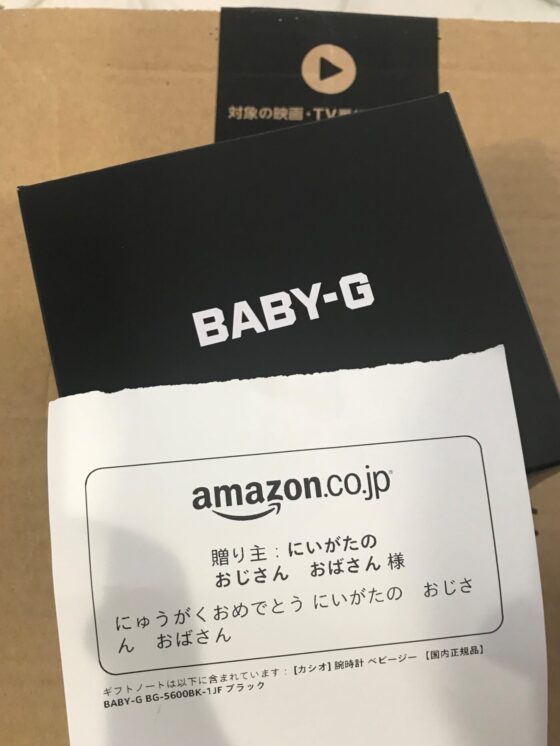 対象の映画・TV番
BABY-G
amazon.co.jp
贈り主 : にいがたの
おじさん　おばさん 様
にゅうがくおめでとう にいがたの　おじさ
ん　おばさん
ギフトノートは以下に含まれています : [カシオ] 腕時計 ベビージー 【国内正規品】
BABY-G BG-5600BK-1JF ブラック